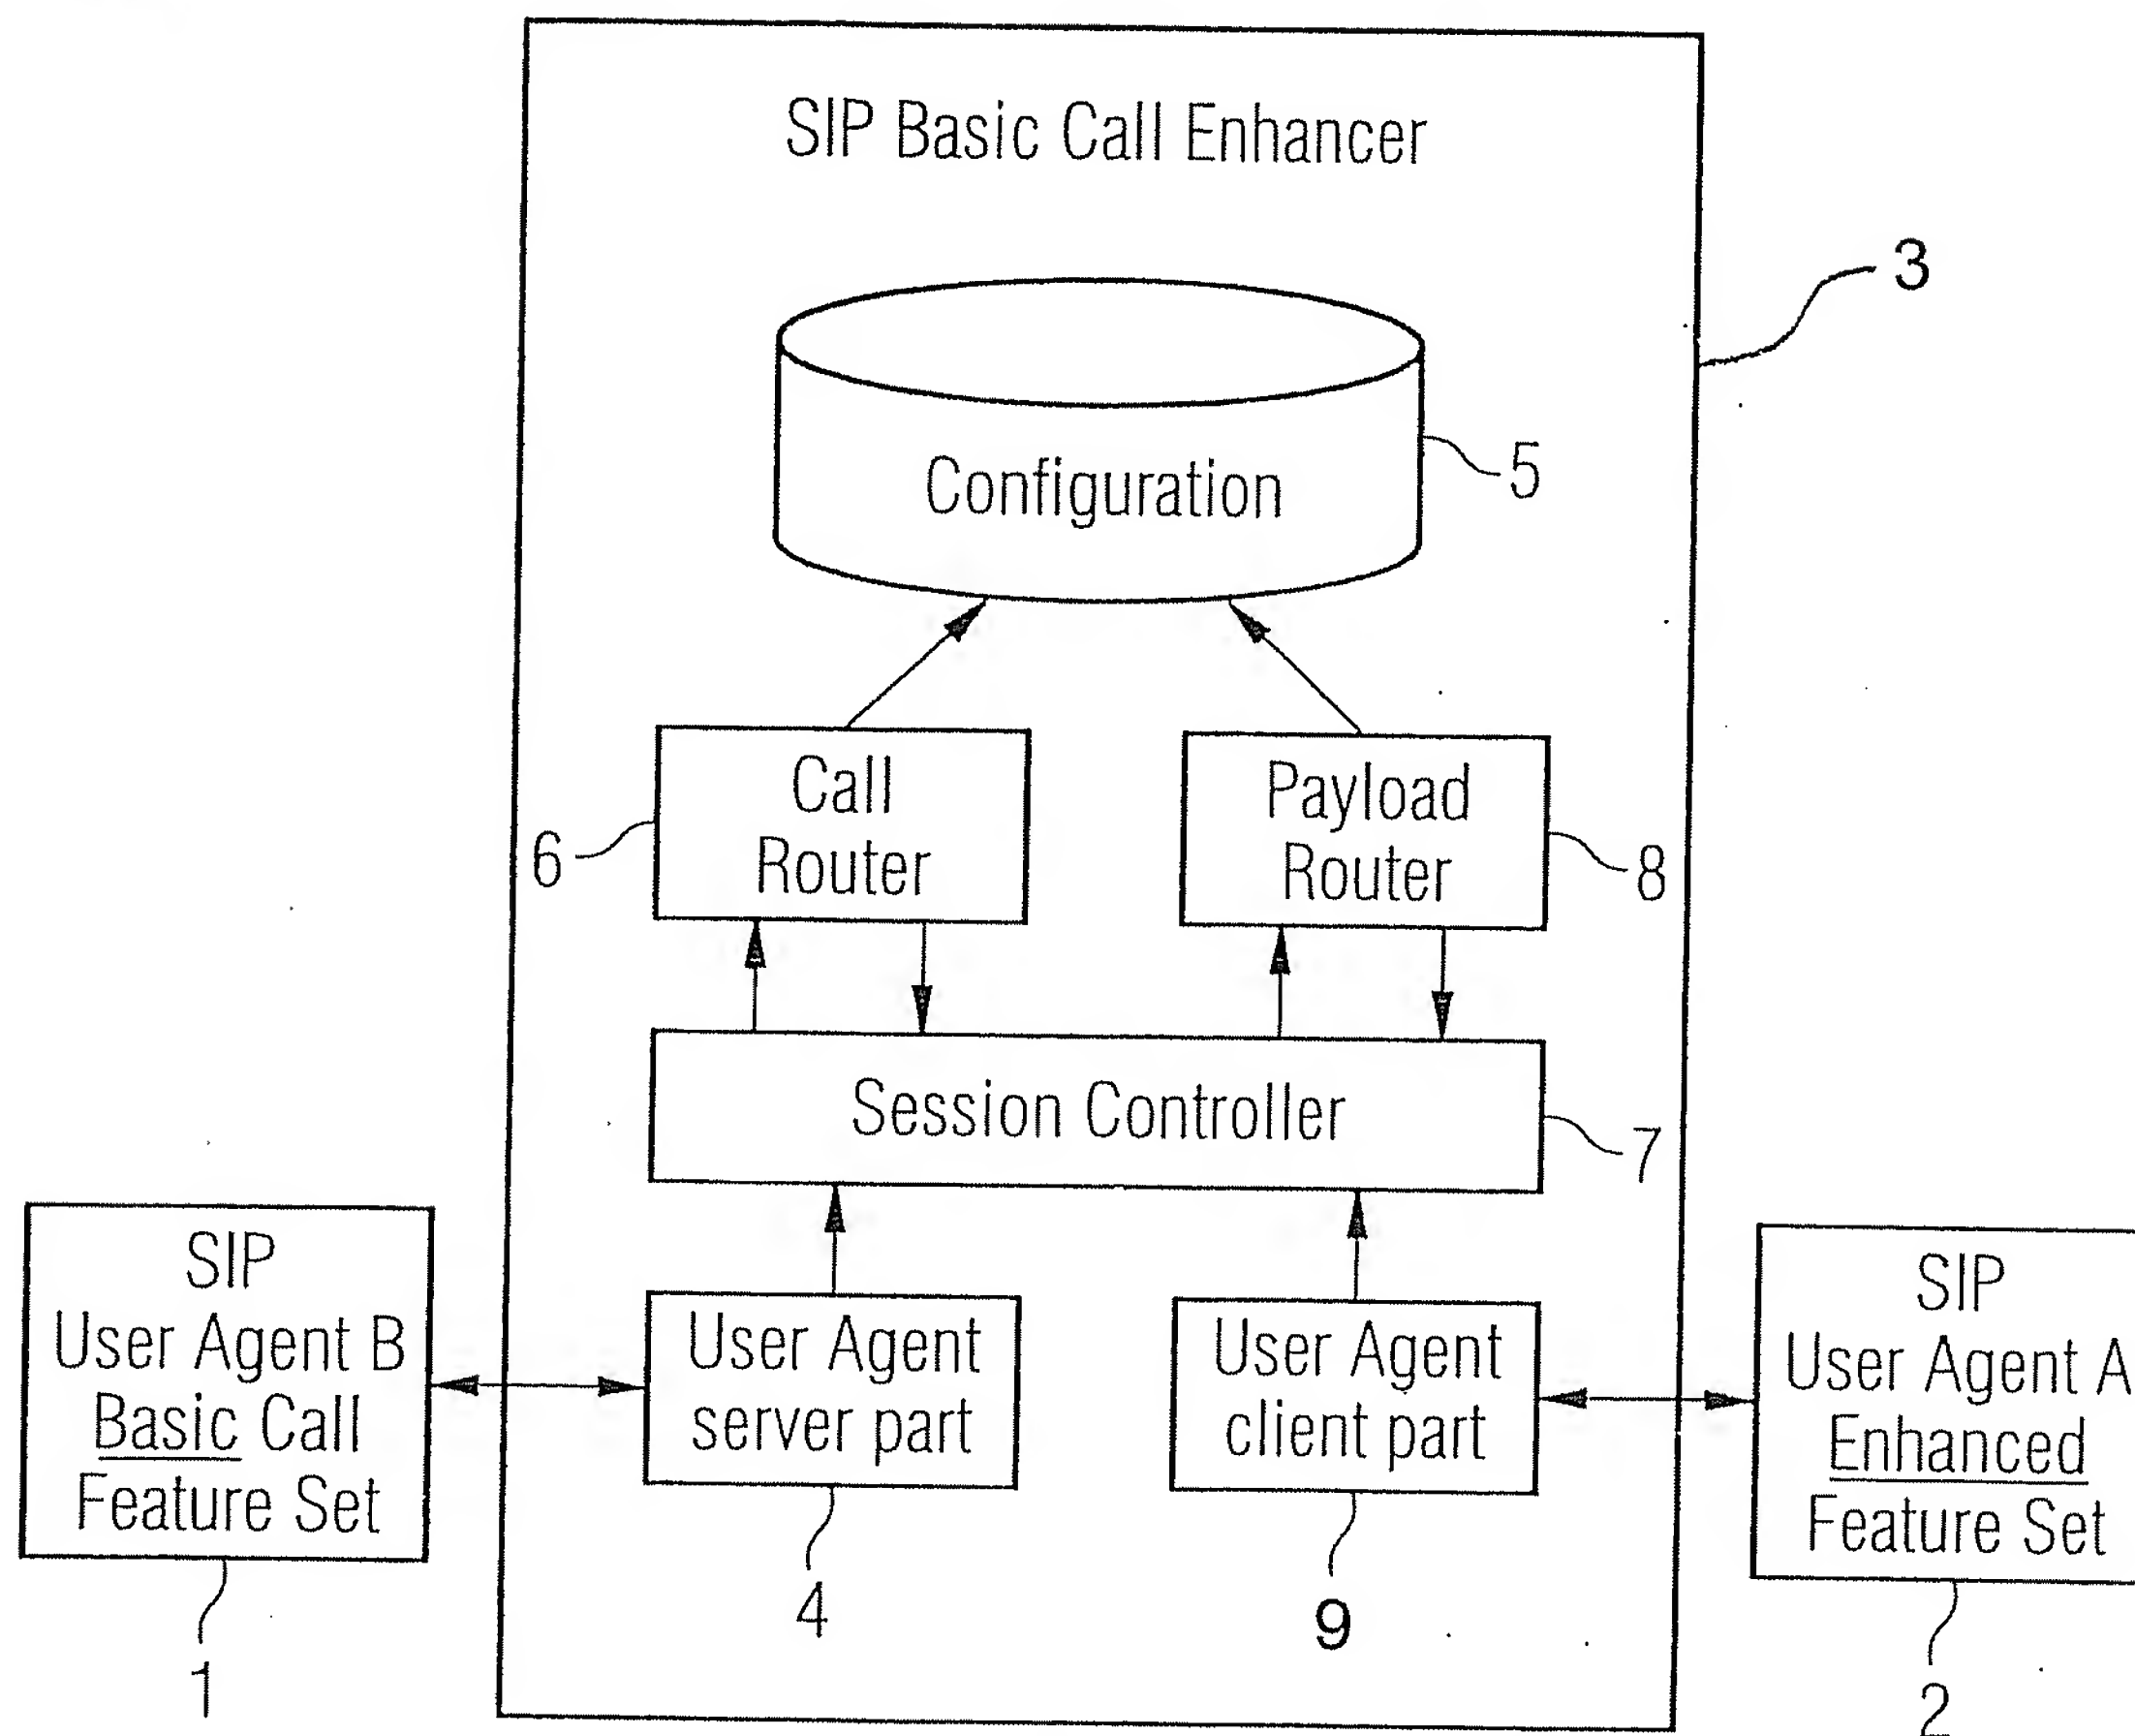 SIP Basic Call Enhancer
3
Configuration
5
Call
Router
6
Payload
Router
8
Session Controller
7
SIP
User Agent B
Basic Call
Feature Set
1
User Agent
server part
4
User Agent
client part
9
SIP
User Agent A
Enhanced
Feature Set
2